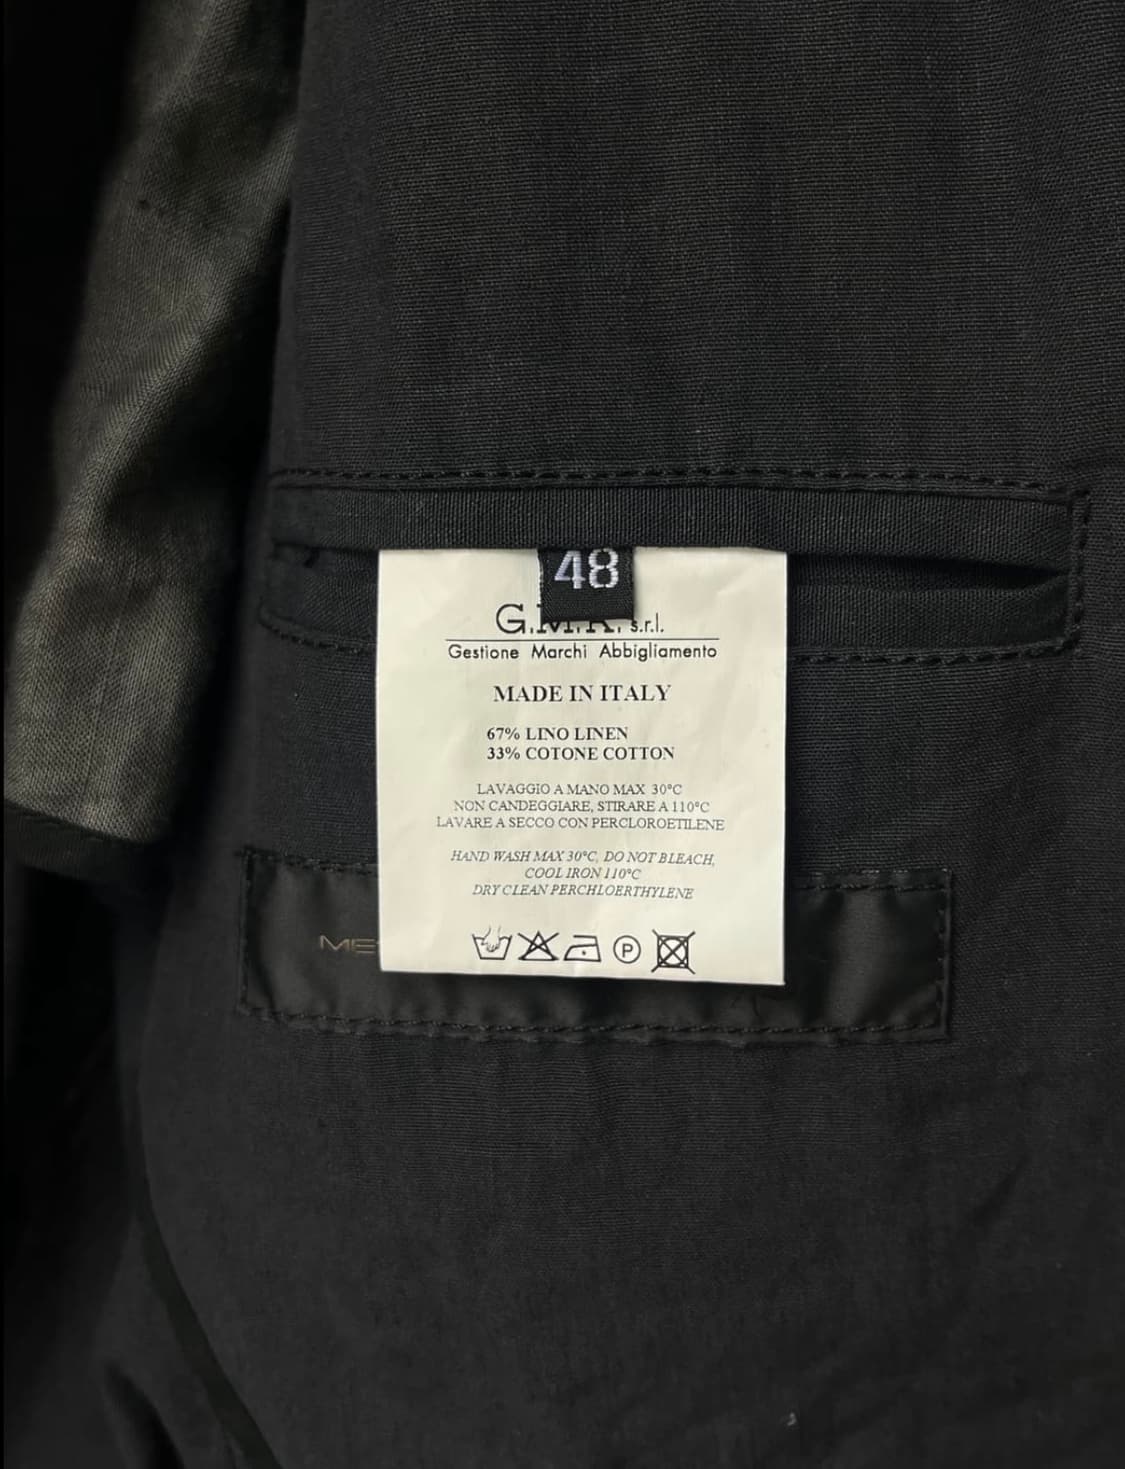 48
s.r.l.
Gestione Marchi Abbigliamento
MADE IN ITALY
67% LINO LINEN
33% COTONE COTTON
LAVAGGIO A MANO MAX 30°C
NON CANDEGGIARE, STIRARE A 110°C
LAVARE A SECCO CON PERCLOROETILENE
HAND WASH MAX 30°C, DO NOT BLEACH,
COOL IRON 110°C
DRY CLEAN PERCHLOERTHYLENE
P